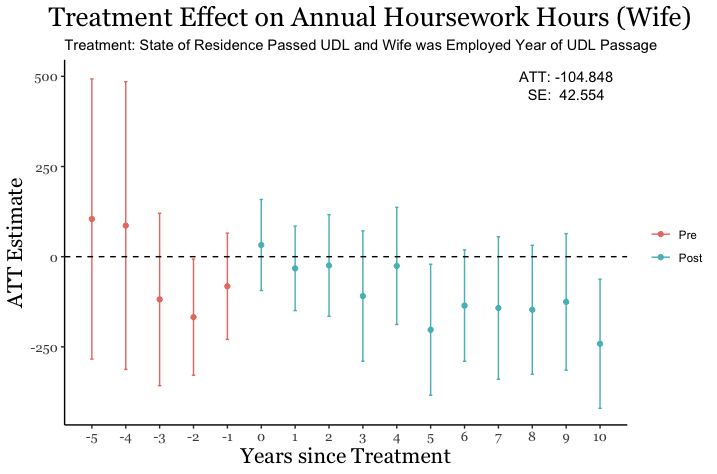 Treatment Effect on Annual Hoursework Hours (Wife)
Treatment: State of Residence Passed UDL and Wife was Employed Year of UDL Passage
ATT: -104.848
SE: 42.554
500
250
0
-250
ATT Estimate
Pre
Post
-5 -4 -3 -2 -1 0 1 2 3 4 5 6 7 8 9 10
Years since Treatment